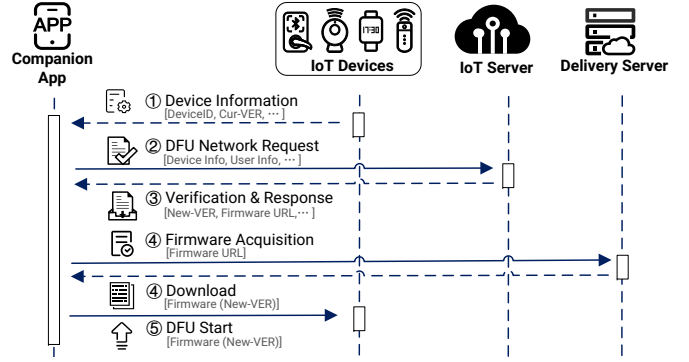 APP
Companion
App
17:30
IoT Devices
IoT Server
Delivery Server
① Device Information
[DeviceID, Cur-VER, ··· ]
② DFU Network Request
[Device Info, User Info, ··· ]
③ Verification & Response
[New-VER, Firmware URL,··· ]
④ Firmware Acquisition
[Firmware URL]
④ Download
[Firmware (New-VER)]
⑤ DFU Start
[Firmware (New-VER)]